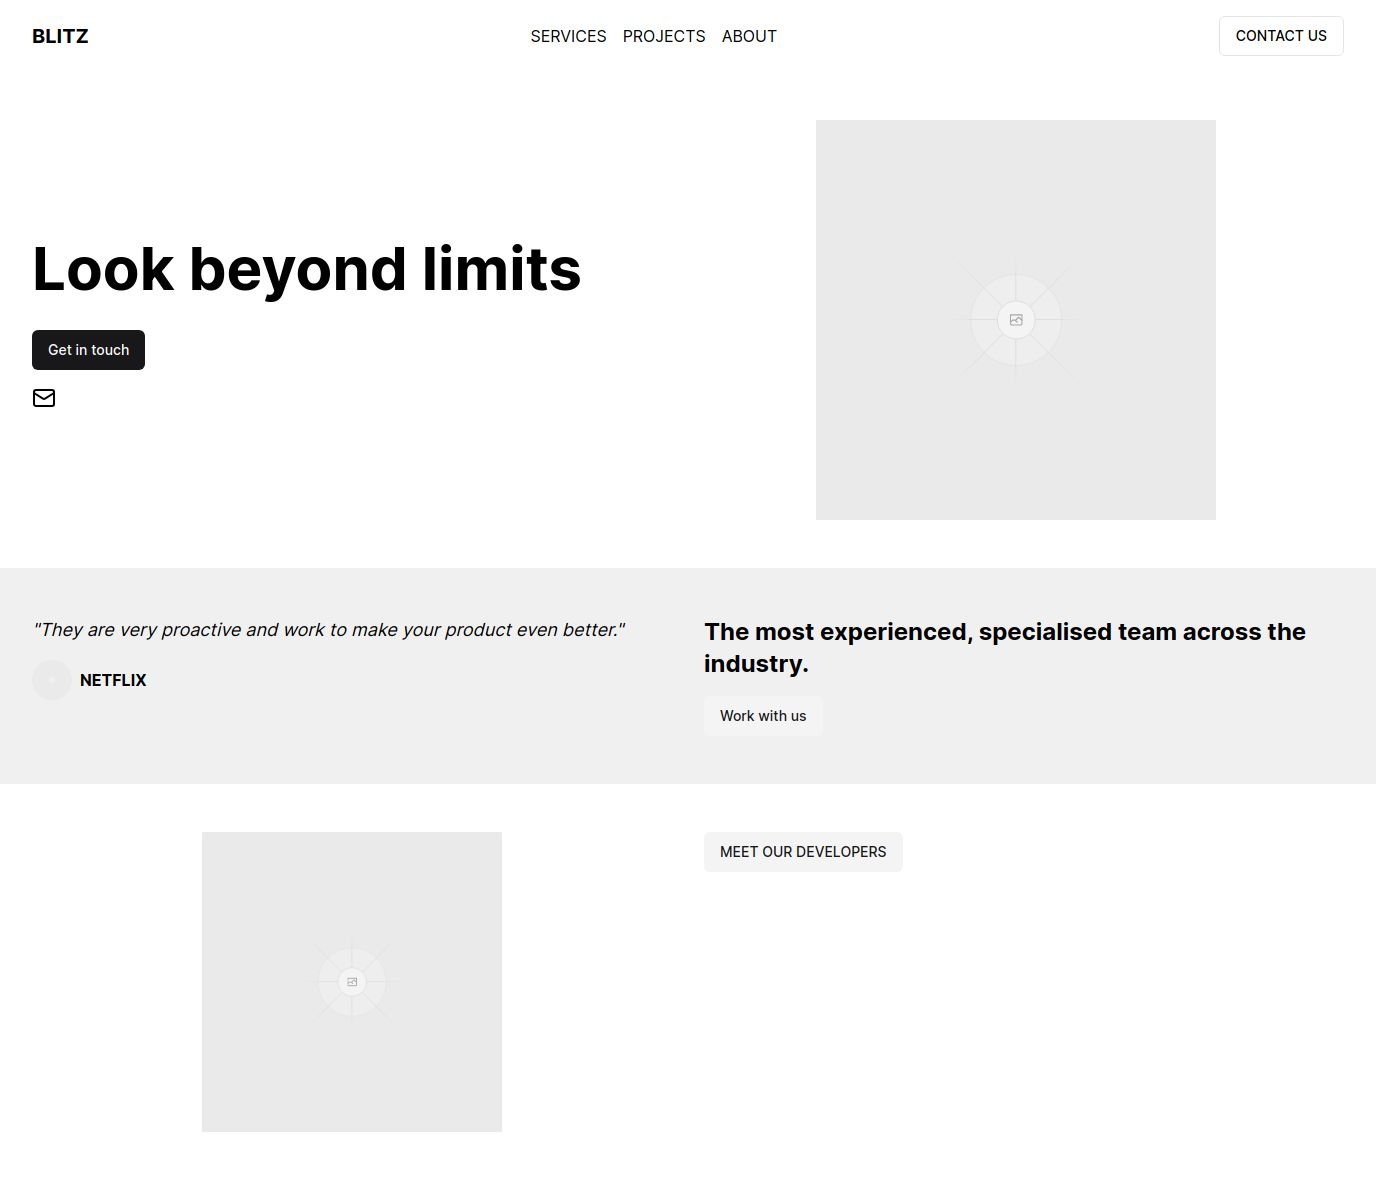 BLITZ
SERVICES PROJECTS ABOUT
CONTACT US
Look beyond limits
Get in touch
"They are very proactive and work to make your product even better."
NETFLIX
The most experienced, specialised team across the
industry.
Work with us
MEET OUR DEVELOPERS